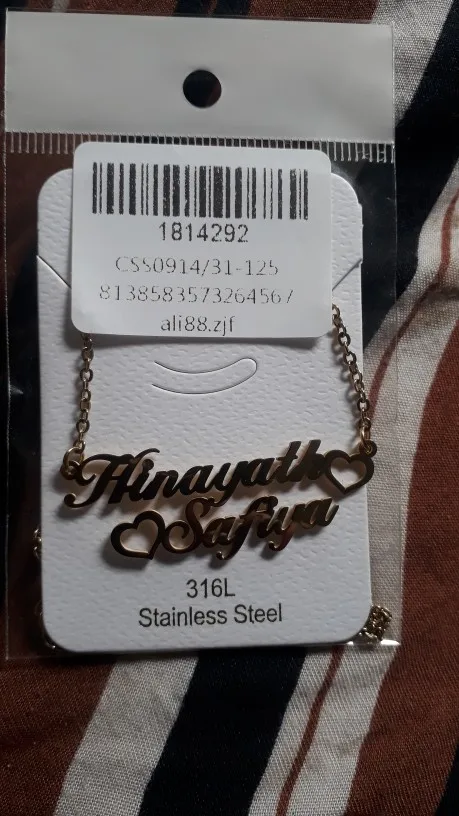 1814292
CSS0914/31-125
8138583573264567
ali88.zjf
Hinayath
Safiya
316L
Stainless Steel